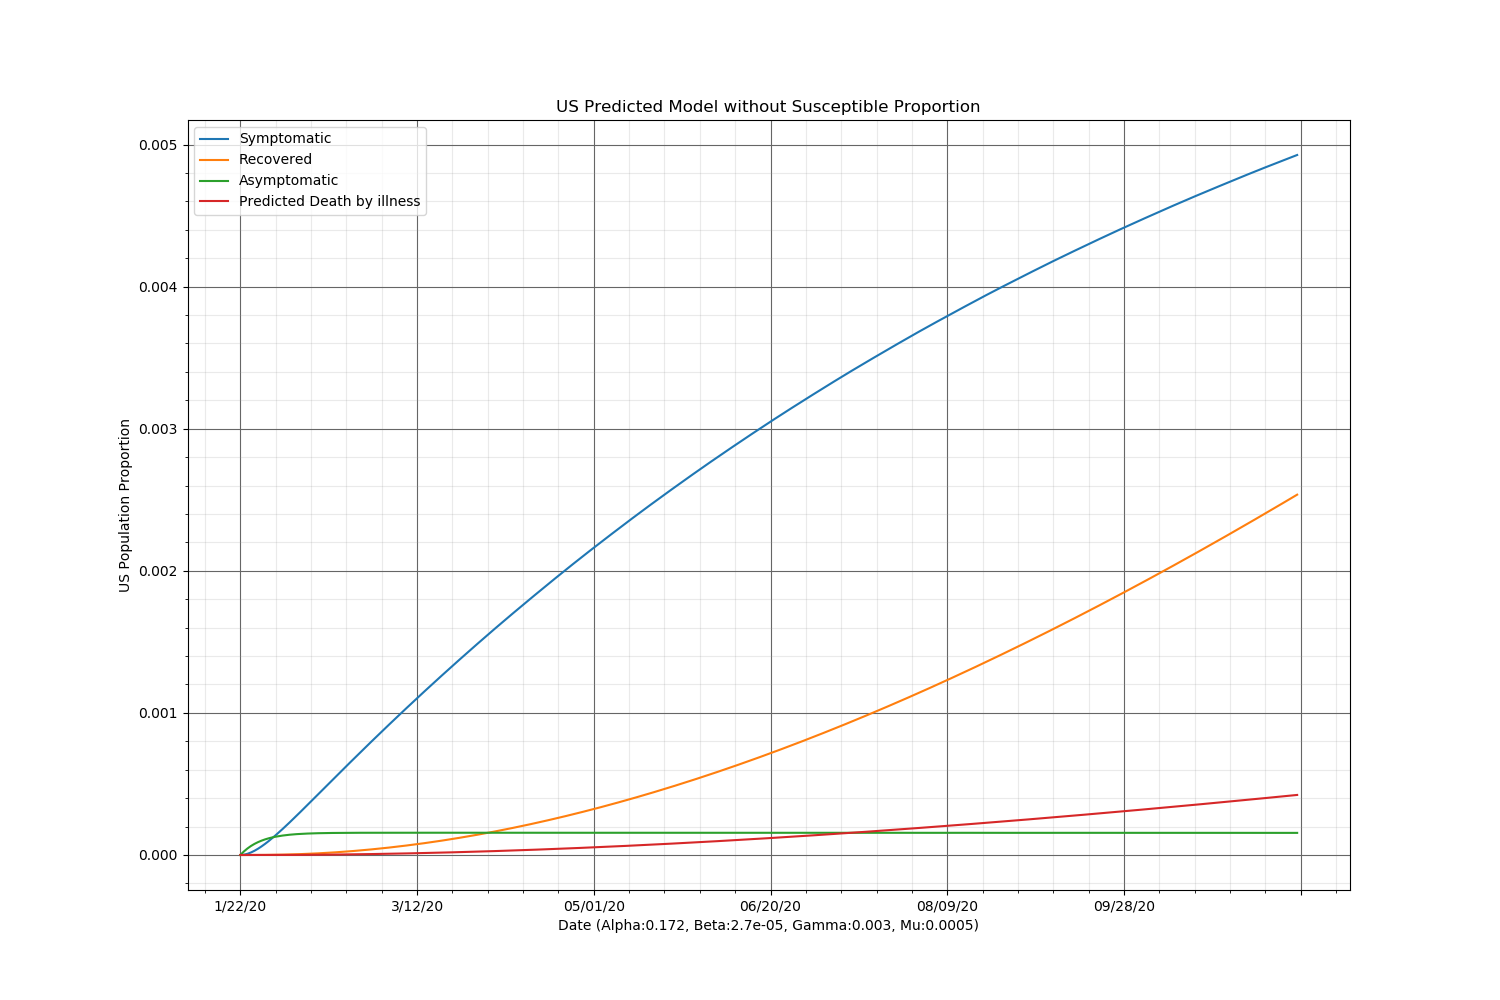 US Predicted Model without Susceptible Proportion
Symptomatic
Recovered
Asymptomatic
Predicted Death by illness
US Population Proportion
0.005
0.004
0.003
0.002
0.001
0.000
1/22/20 3/12/20 05/01/20 06/20/20 08/09/20 09/28/20
Date (Alpha:0.172, Beta:2.7e-05, Gamma:0.003, Mu:0.0005)